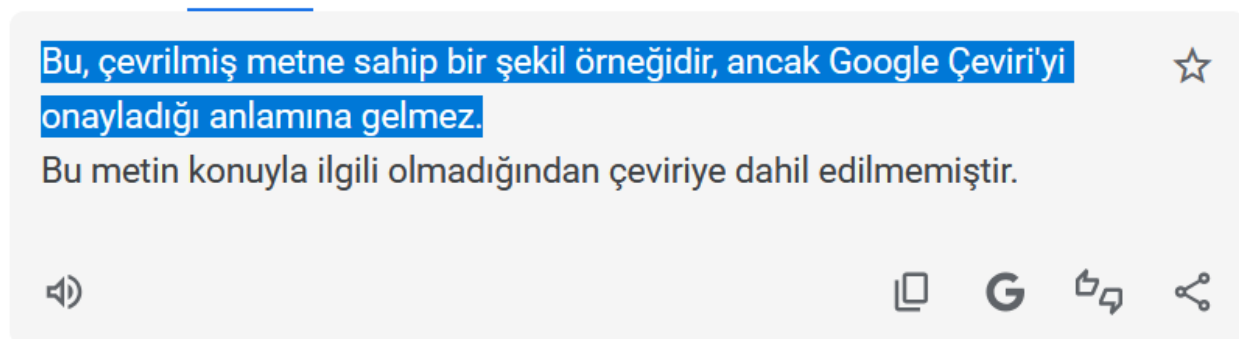 Bu, çevrilmiş metne sahip bir şekil örneğidir, ancak Google Çeviri'yi
onayladığı anlamına gelmez.
Bu metin konuyla ilgili olmadığından çeviriye dahil edilmemiştir.